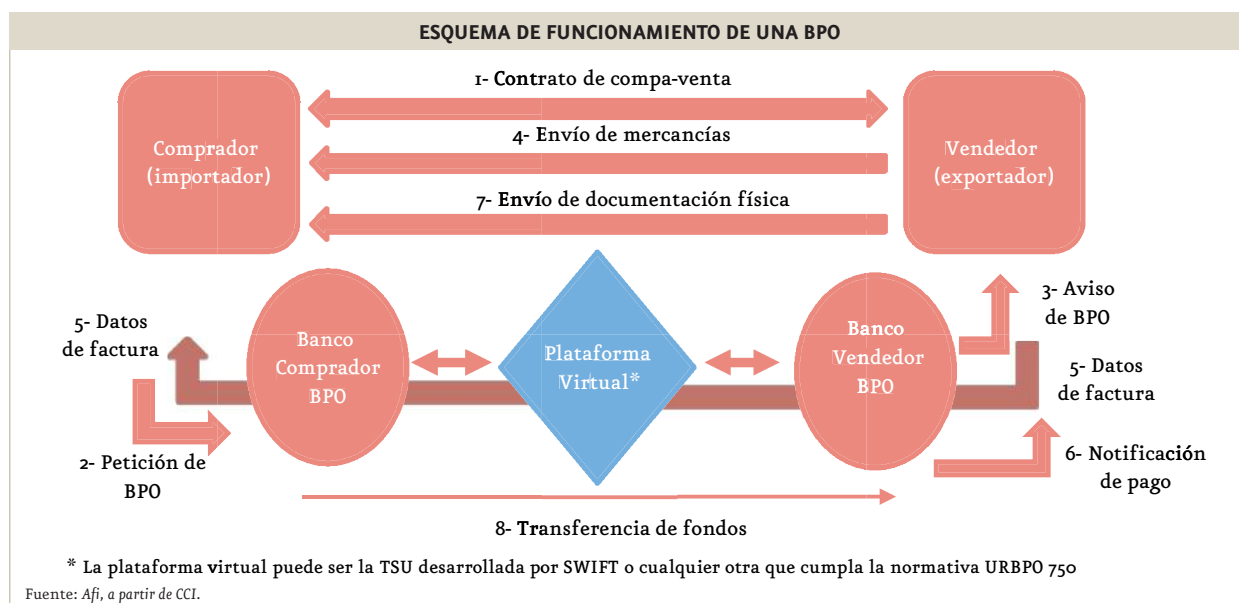 ESQUEMA DE FUNCIONAMIENTO DE UNA BPO
1- Contrato de compa-venta
Comprador
(importador)
4- Envío de mercancías
Vendedor
(exportador)
7- Envío de documentación física
3- Aviso
de BPO
5- Datos
de factura
Banco
Comprador
BPO
Plataforma
Virtual*
Banco
Vendedor
BPO
5- Datos
de factura
2- Petición de
BPO
6- Notificación
de pago
8- Transferencia de fondos
* La plataforma virtual puede ser la TSU desarrollada por SWIFT o cualquier otra que cumpla la normativa URBPO 750
Fuente: Afi, a partir de CCI.